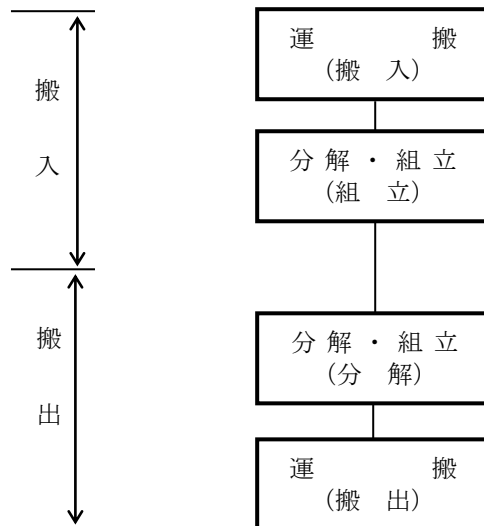 搬入
運搬
(搬入)
分解・組立
(組立)
搬出
分解・組立
(分解)
運搬
(搬出)